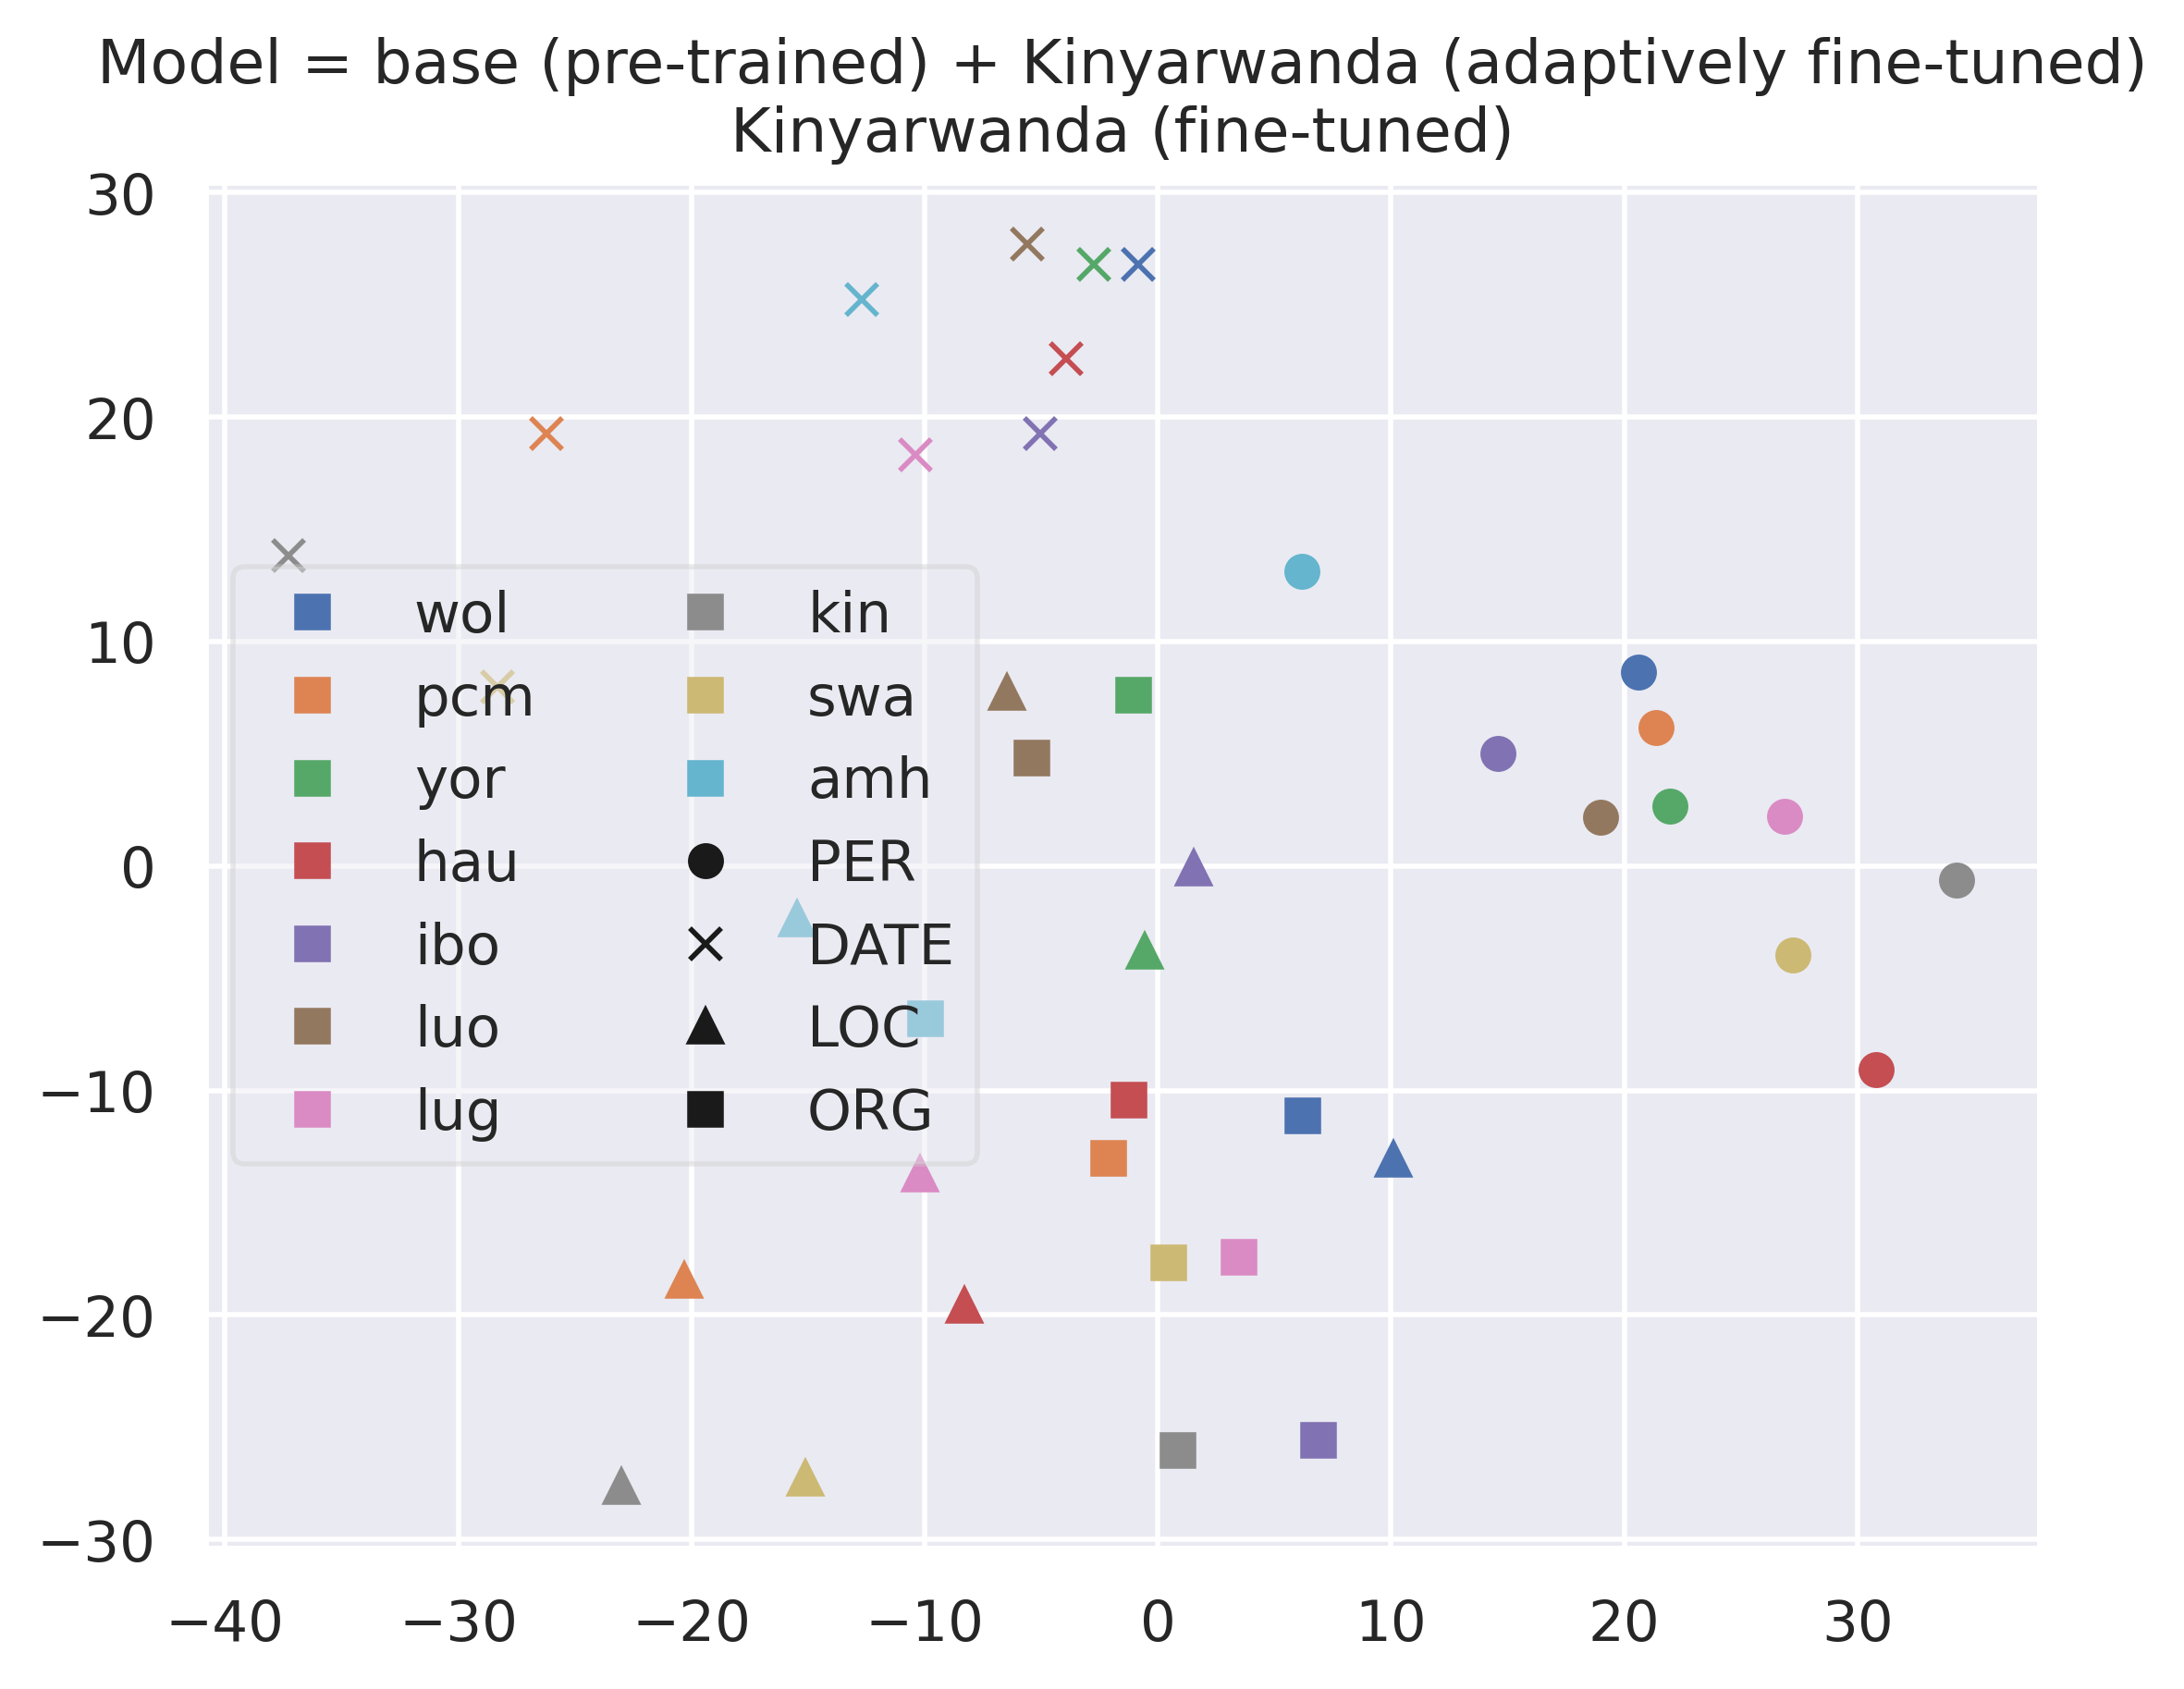 Model = base (pre-trained) + Kinyarwanda (adaptively fine-tuned)
Kinyarwanda (fine-tuned)
30
20
10
0
−10
−20
−30
wol
pcm
yor
hau
ibo
luo
lug
kin
swa
amh
PER
DATE
LOC
ORG
−40
−30
−20
−10
0
10
20
30